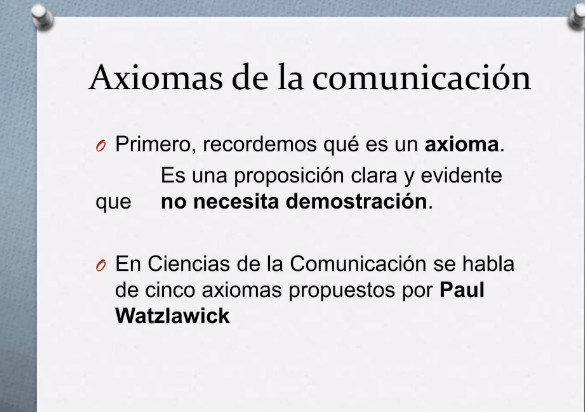 Axiomas de la comunicación
Primero, recordemos qué es un axioma.
Es una proposición clara y evidente
que no necesita demostración.
En Ciencias de la Comunicación se habla
de cinco axiomas propuestos por Paul
Watzlawick